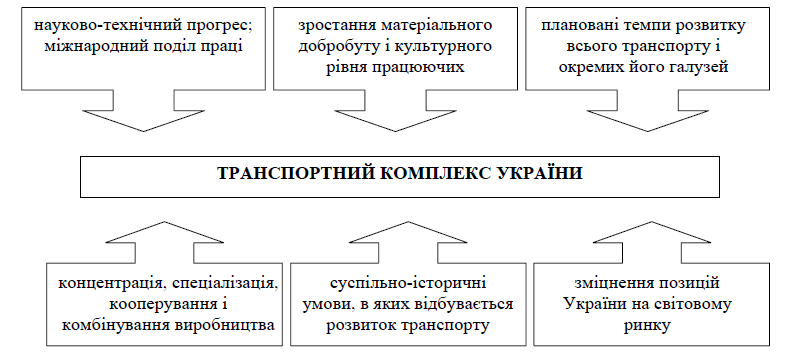 науково-технічний прогрес;
міжнародний поділ праці
зростання матеріального
добробуту і культурного
рівня працюючих
плановані темпи розвитку
всього транспорту і
окремих його галузей
ТРАНСПОРТНИЙ КОМПЛЕКС УКРАЇНИ
концентрація, спеціалізація,
кооперування і
комбінування виробництва
суспільно-історичні
умови, в яких відбувається
розвиток транспорту
зміцнення позицій
України на світовому
ринку